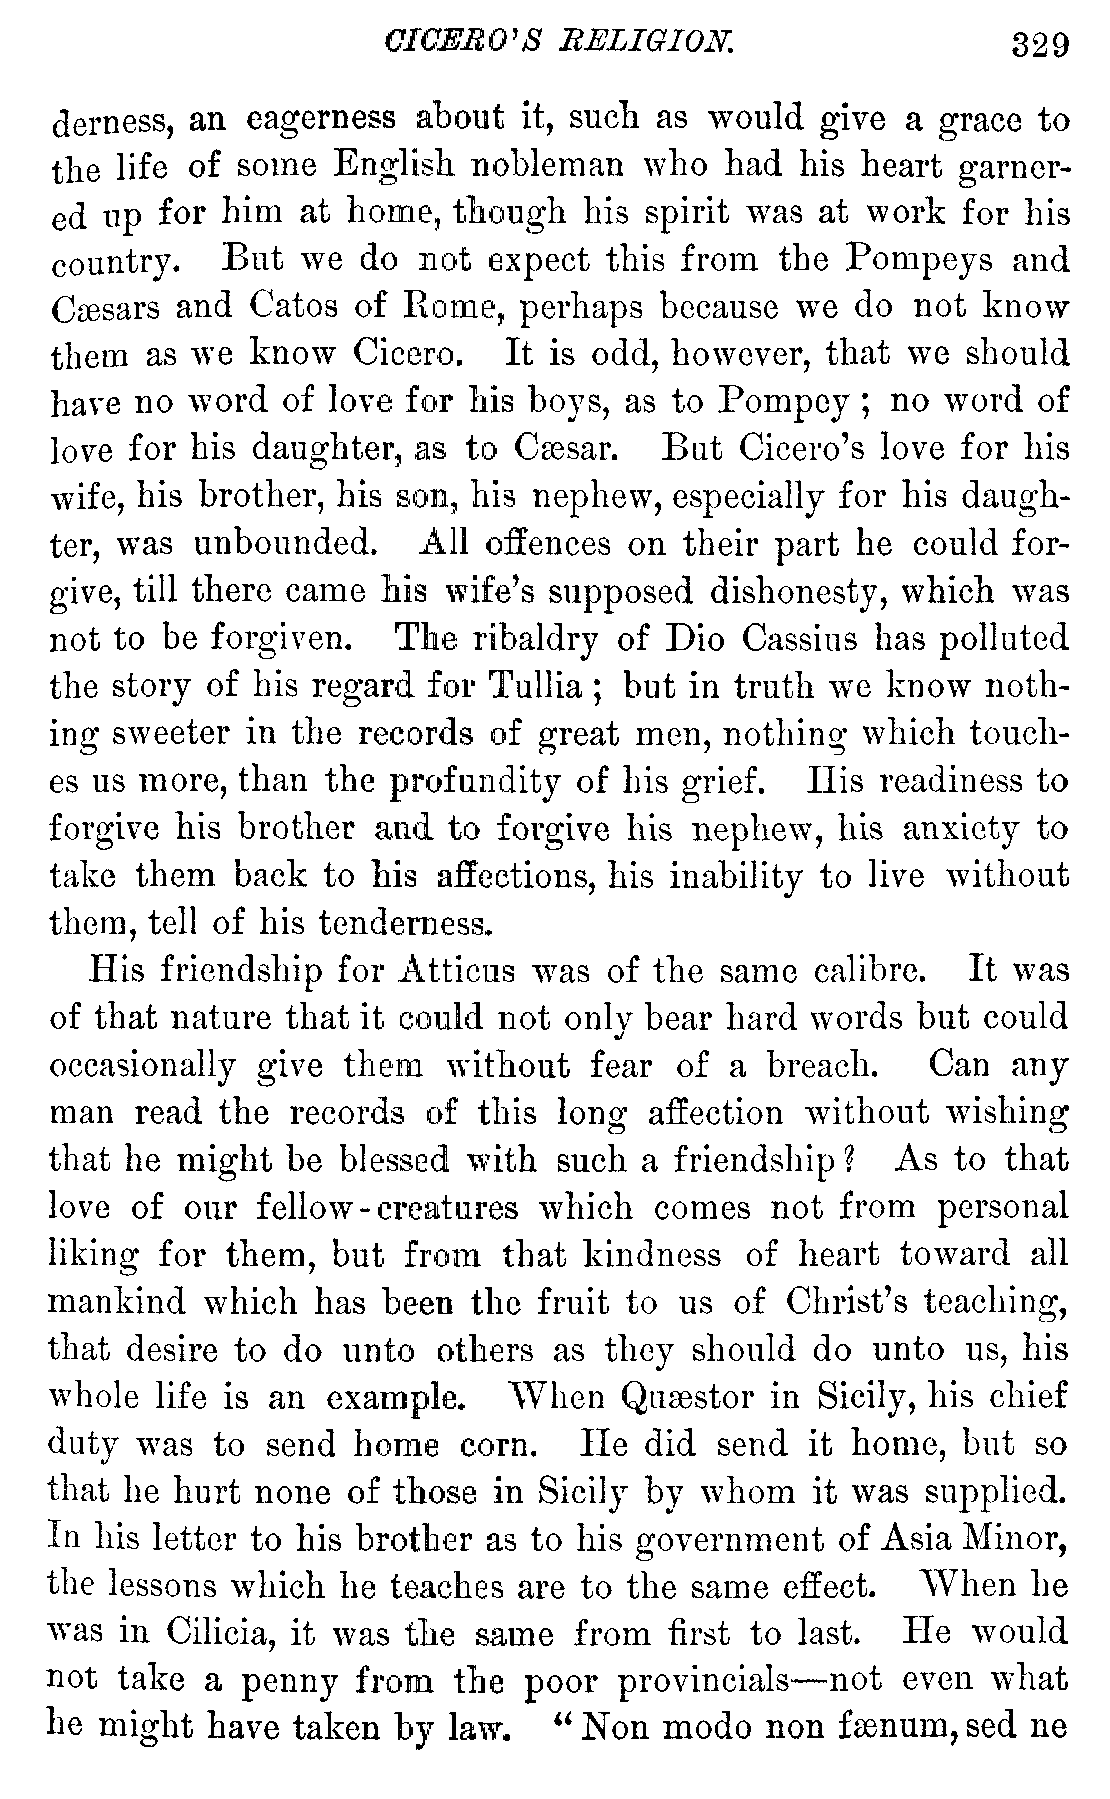 CICERO'S RELIGION. 329
derness, an eagerness about it, such as would give a grace to
the life of some English nobleman who had his heart garner-
ed up for him at home, though his spirit was at work for his
country. But we do not expect this from the Pompeys and
Cæsars and Catos of Rome, perhaps because we do not know
them as we know Cicero. It is odd, however, that we should
have no word of love for his boys, as to Pompey; no word of
love for his daughter, as to Cæsar. But Cicero's love for his
wife, his brother, his son, his nephew, especially for his daugh-
ter, was unbounded. All offences on their part he could for-
give, till there came his wife's supposed dishonesty, which was
not to be forgiven. The ribaldry of Dio Cassius has polluted
the story of his regard for Tullia; but in truth we know noth-
ing sweeter in the records of great men, nothing which touch-
es us more, than the profundity of his grief. His readiness to
forgive his brother and to forgive his nephew, his anxiety to
take them back to his affections, his inability to live without
them, tell of his tenderness.
His friendship for Atticus was of the same calibre. It was
of that nature that it could not only bear hard words but could
occasionally give them without fear of a breach. Can any
man read the records of this long affection without wishing
that he might be blessed with such a friendship? As to that
love of our fellow-creatures which comes not from personal
liking for them, but from that kindness of heart toward all
mankind which has been the fruit to us of Christ's teaching,
that desire to do unto others as they should do unto us, his
whole life is an example. When Quæstor in Sicily, his chief
duty was to send home corn. He did send it home, but so
that he hurt none of those in Sicily by whom it was supplied.
In his letter to his brother as to his government of Asia Minor,
the lessons which he teaches are to the same effect. When he
was in Cilicia, it was the same from first to last. He would
not take a penny from the poor provincials—not even what
he might have taken by law. "Non modo non fænum, sed ne